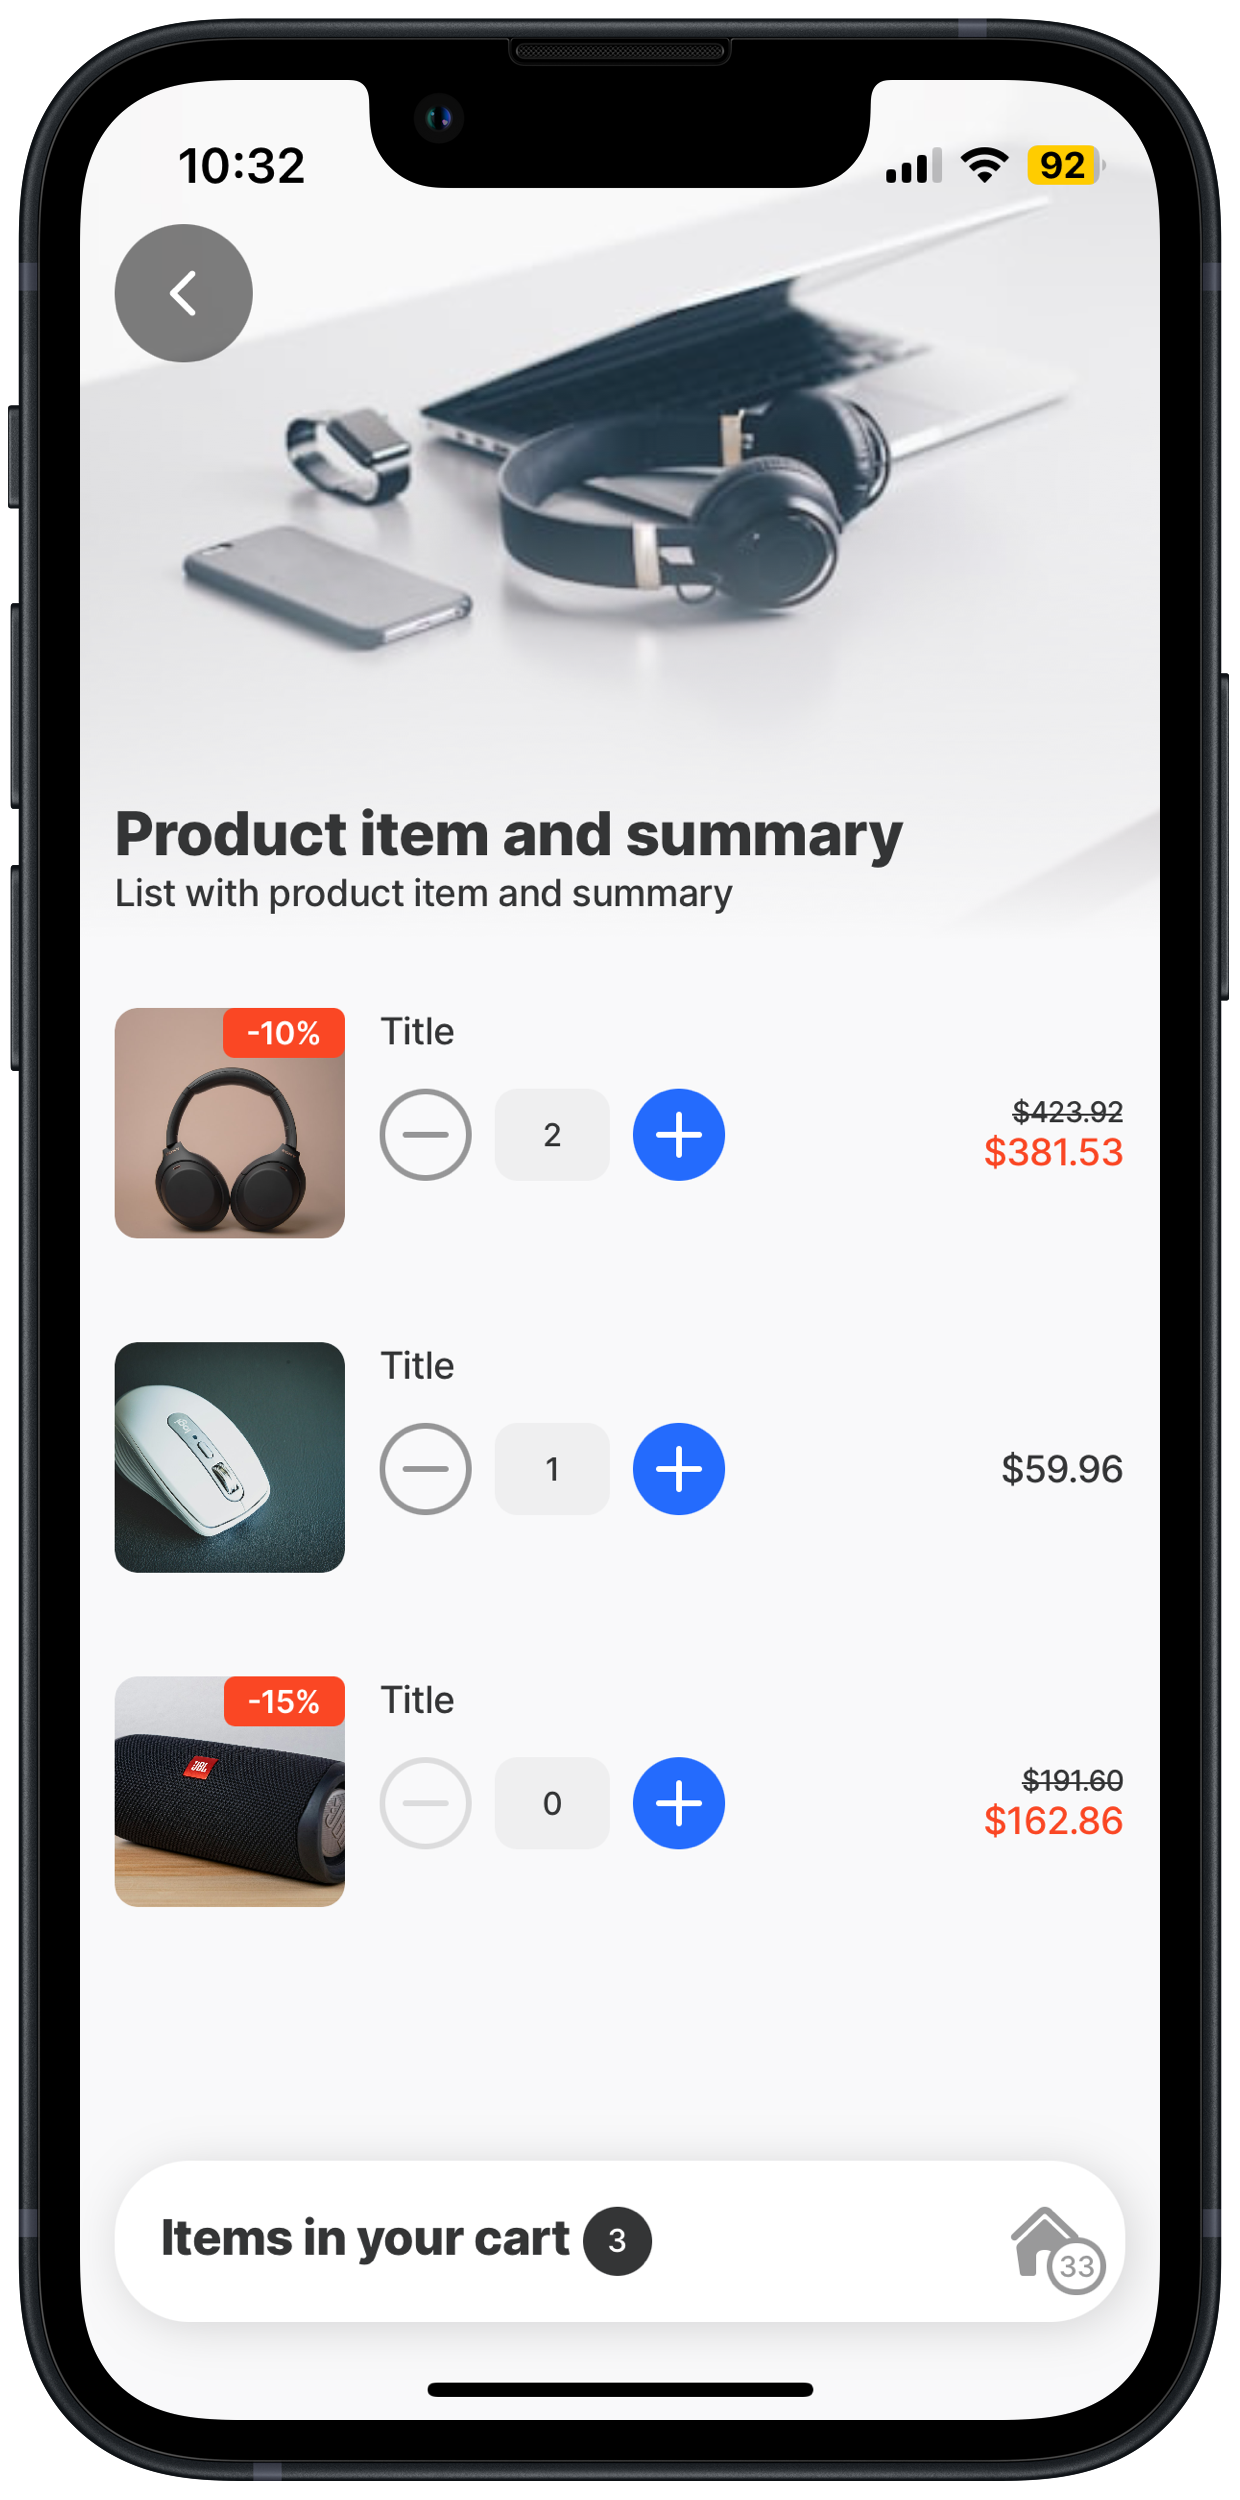 10:32
92
Product item and summary
List with product item and summary
-10%
Title
2
$423.92
$381.53
Title
1
$59.96
-15%
JBL
Title
0
$191.60
$162.86
Items in your cart 3
33